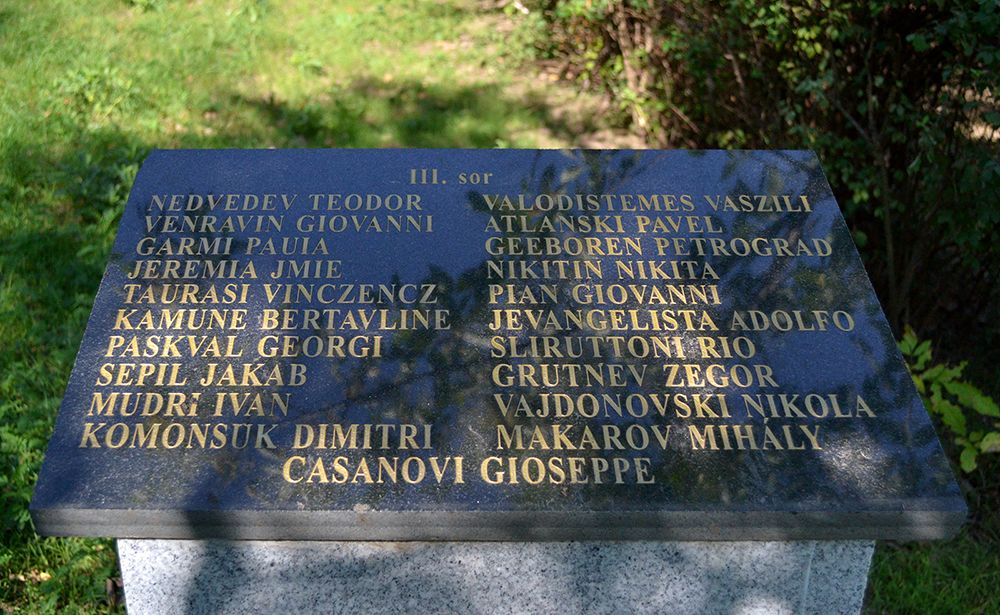 III. sor
NEDVEDEV TEODOR
VENRAVIN GIOVANNI
GARMI PAUIA
JEREMIA JMIE
TAURASI VINCZENCZ
KAMUNE BERTAVLINE
PASKVAL GEORGI
SEPIL JAKAB
MUDRi IVAN
KOMONSUK DIMITRI
VALODISTEMES VASZILI
ATLANSKI PAVEL
GEEBOREN PETROGRAD
NIKITIN NIKITA
PIAN GIOVANNI
JEVANGELISTA ADOLFO
SLIRUTTONI RIO
GRUTNEV ZEGOR
VAJDONOVSKI NIKOLA
MAKAROV MIHÁLY
CASANOVI GIOSEPPE